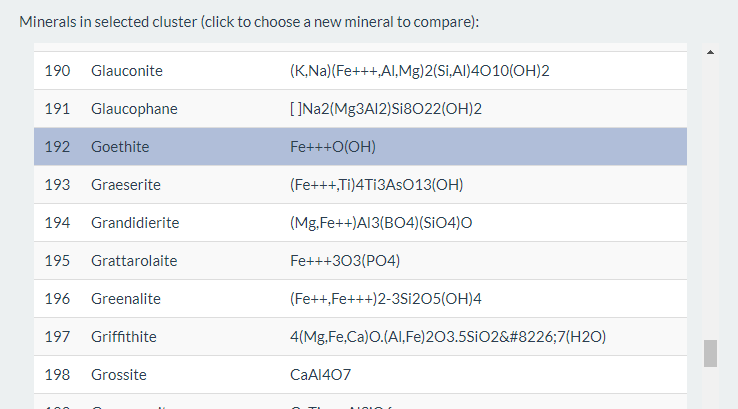 Minerals in selected cluster (click to choose a new mineral to compare):
190 Glauconite (K,Na)(Fe+++,Al,Mg)2(Si,Al)4O10(OH)2
191 Glaucophane [ ]Na2(Mg3Al2)Si8O22(OH)2
192 Goethite Fe+++O(OH)
193 Graeserite (Fe+++,Ti)4Ti3AsO13(OH)
194 Grandidierite (Mg,Fe++)Al3(BO4)(SiO4)O
195 Grattarolaite Fe+++3O3(PO4)
196 Greenalite (Fe++,Fe+++)2-3Si2O5(OH)4
197 Griffithite 4(Mg,Fe,Ca)O.(Al,Fe)2O3.5SiO2&#8226;7(H2O)
198 Grossite CaAl4O7